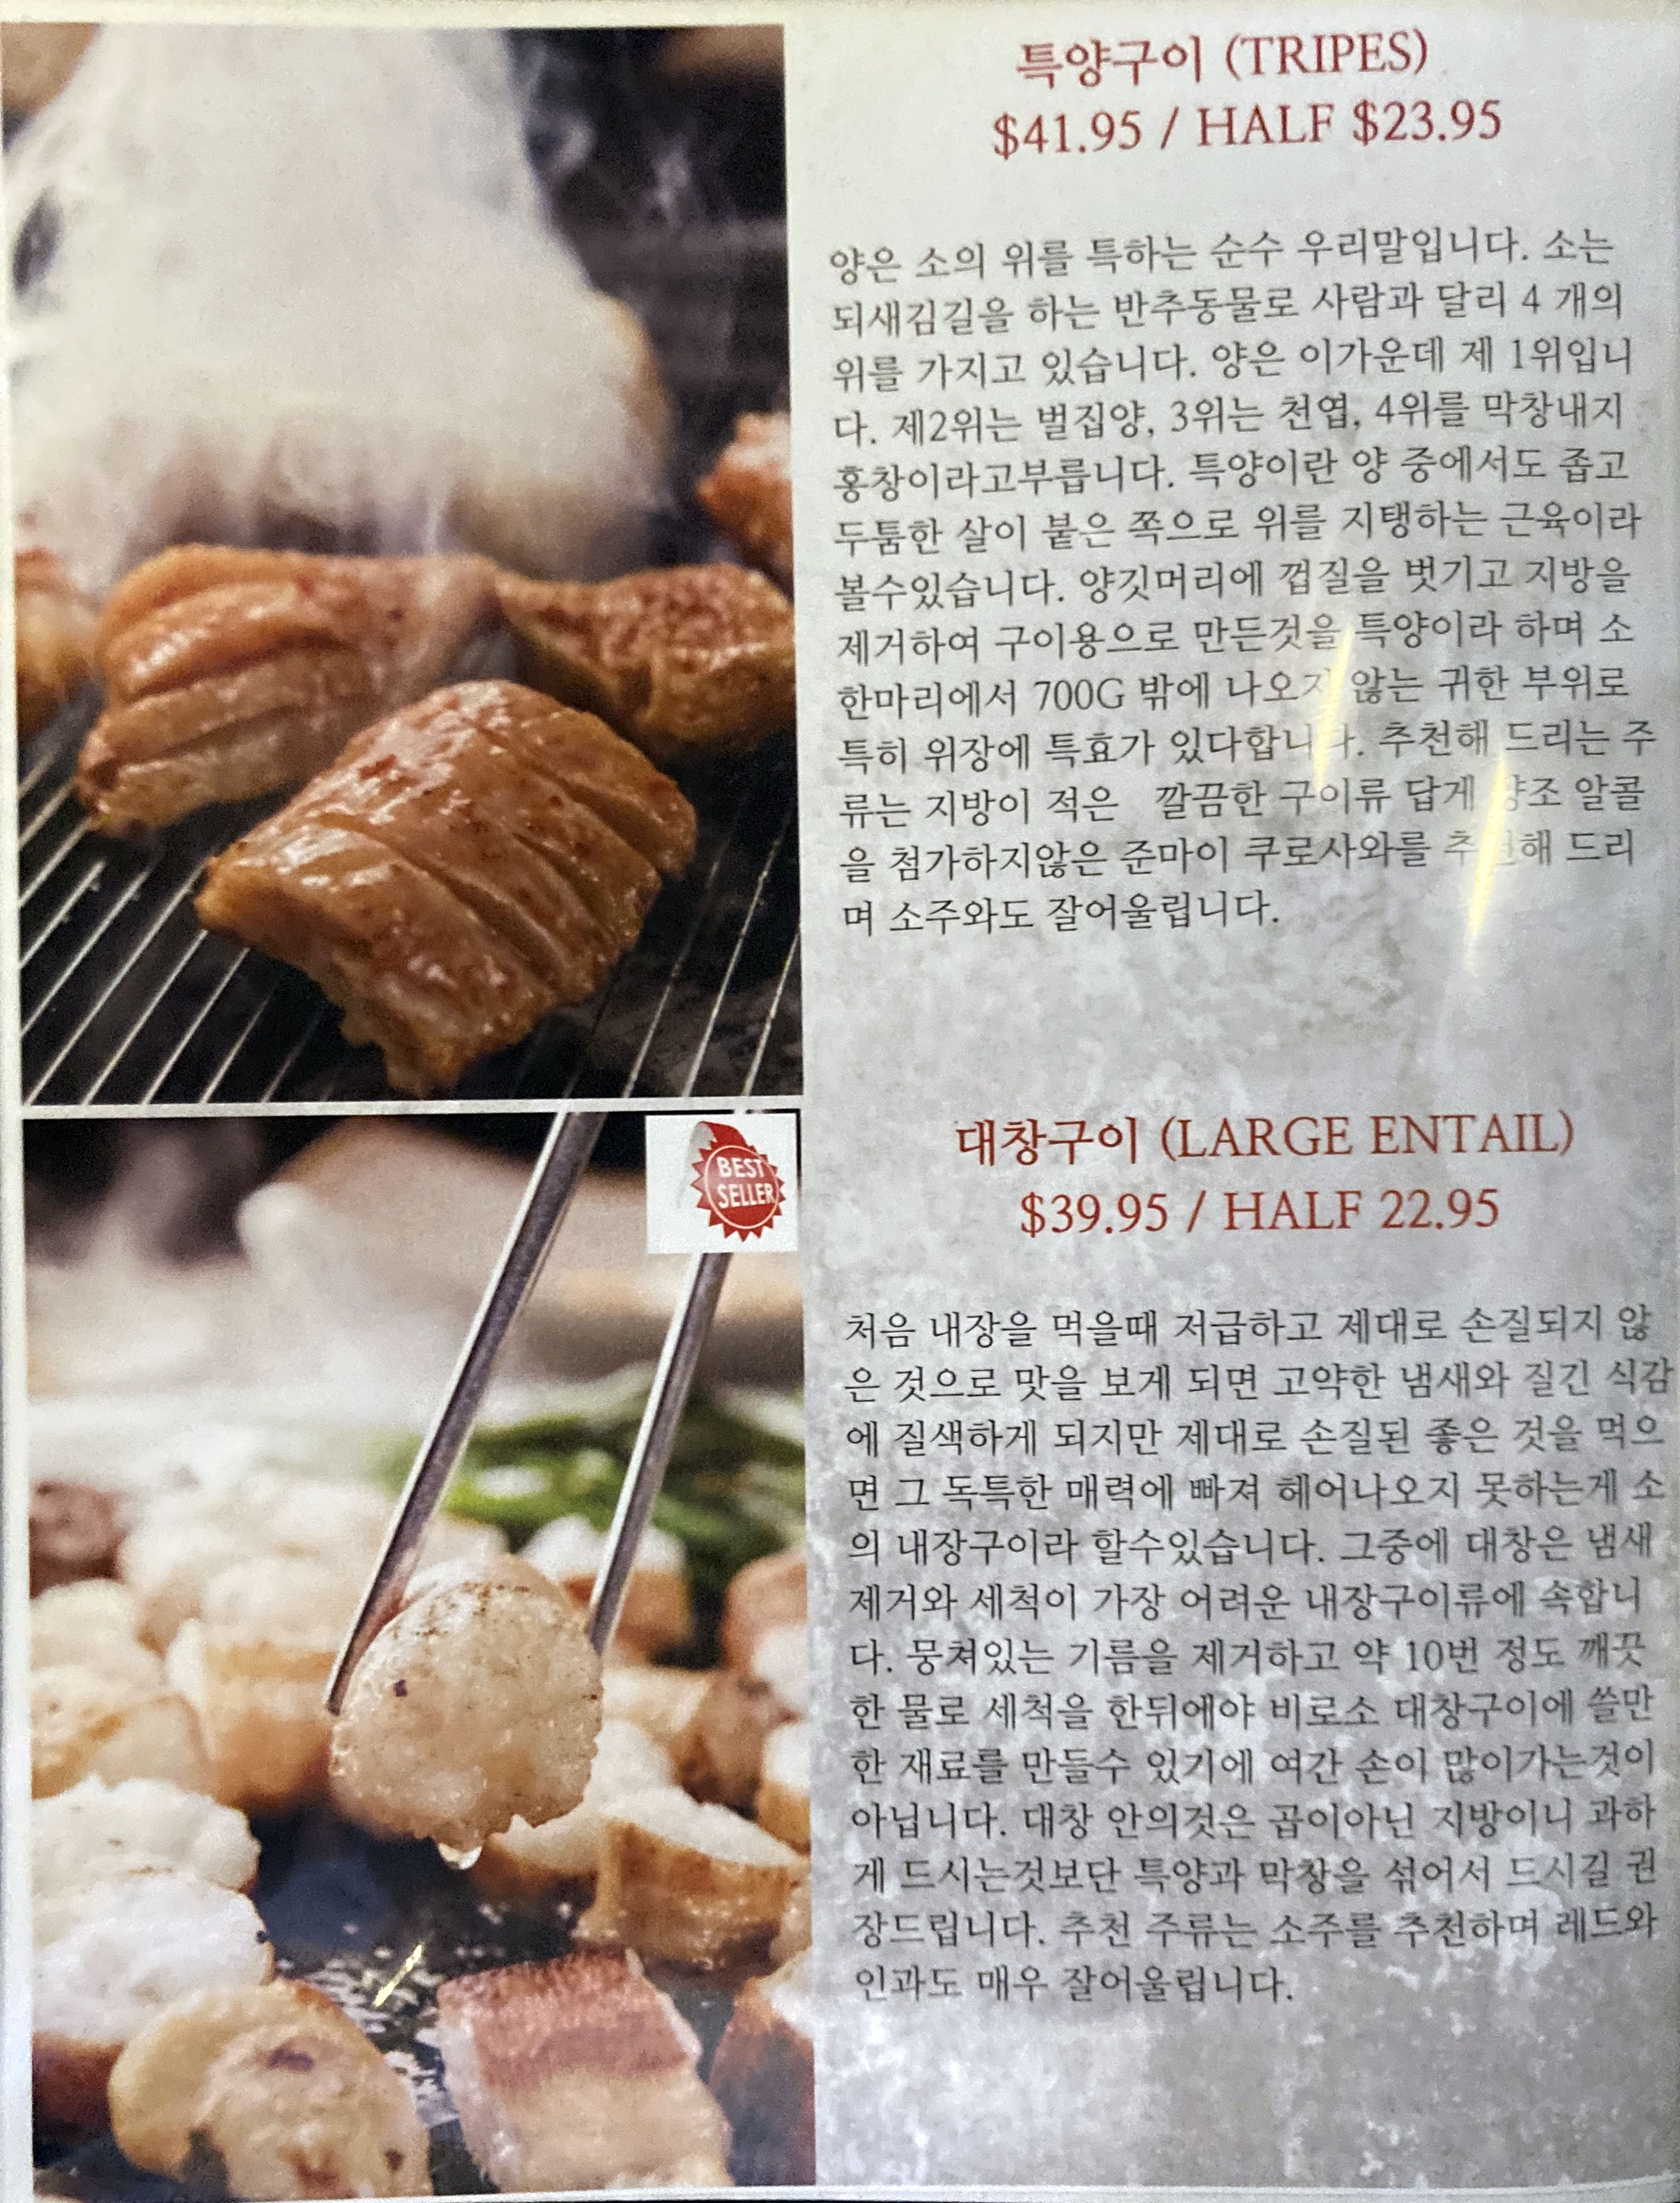 특양구이 (TRIPES)
$41.95 / HALF $23.95
양은 소의 위를 특하는 순수 우리말입니다. 소는
되새김길을 하는 반추동물로 사람과 달리 4 개의
위를 가지고 있습니다. 양은 이가운데 제 1위입니
다. 제2위는 벌집양, 3위는 천엽, 4위를 막창내지
홍창이라고부릅니다. 특양이란 양 중에서도 좁고
두툼한 살이 붙은 쪽으로 위를 지탱하는 근육이라
볼수있습니다. 양깃머리에 껍질을 벗기고 지방을
제거하여 구이용으로 만든것을 특양이라 하며 소
한마리에서 700G 밖에 나오지 않는 귀한 부위로
특히 위장에 특효가 있다합니다. 추천해 드리는 주
류는 지방이 적은 깔끔한 구이류 답게 양조 알콜
을 첨가하지않은 준마이 쿠로사와를 추천해 드리
며 소주와도 잘어울립니다.
BEST
SELLER
대창구이 (LARGE ENTAIL)
$39.95 / HALF 22.95
처음 내장을 먹을때 저급하고 제대로 손질되지 않
은 것으로 맛을 보게 되면 고약한 냄새와 질긴 식감
에 질색하게 되지만 제대로 손질된 좋은 것을 먹으
면 그 독특한 매력에 빠져 헤어나오지 못하는게 소
의 내장구이라 할수있습니다. 그중에 대창은 냄새
제거와 세척이 가장 어려운 내장구이류에 속합니
다. 뭉쳐있는 기름을 제거하고 약 10번 정도 깨끗
한 물로 세척을 한뒤에야 비로소 대창구이에 쓸만
한 재료를 만들수 있기에 여간 손이 많이가는것이
아닙니다. 대창 안의것은 곱이아닌 지방이니 과하
게 드시는것보단 특양과 막창을 섞어서 드시길 권
장드립니다. 추천 주류는 소주를 추천하며 레드와
인과도 매우 잘어울립니다.